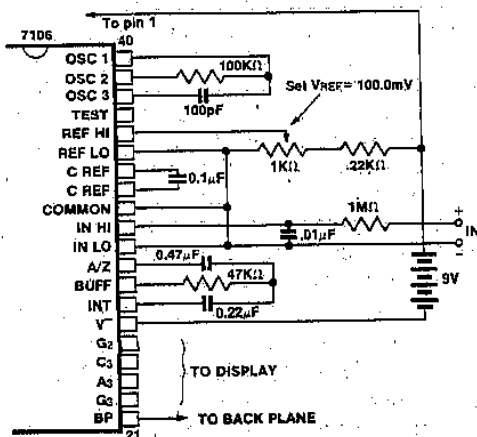 To pin 1
7106
40
OSC 1
OSC 2
OSC 3
TEST
REF HI
REF LO
C REF
C REF
COMMON
IN HI
IN LO
A/Z
BUFF
INT
V⁻
G2
C3
A3
G3
BP
21
100KΩ
100pF
Set VREF = 100.0mV
1KΩ
22KΩ
0.1µF
1MΩ
.01µF
+
IN
-
0.47µF
47KΩ
0.22µF
9V
TO DISPLAY
TO BACK PLANE